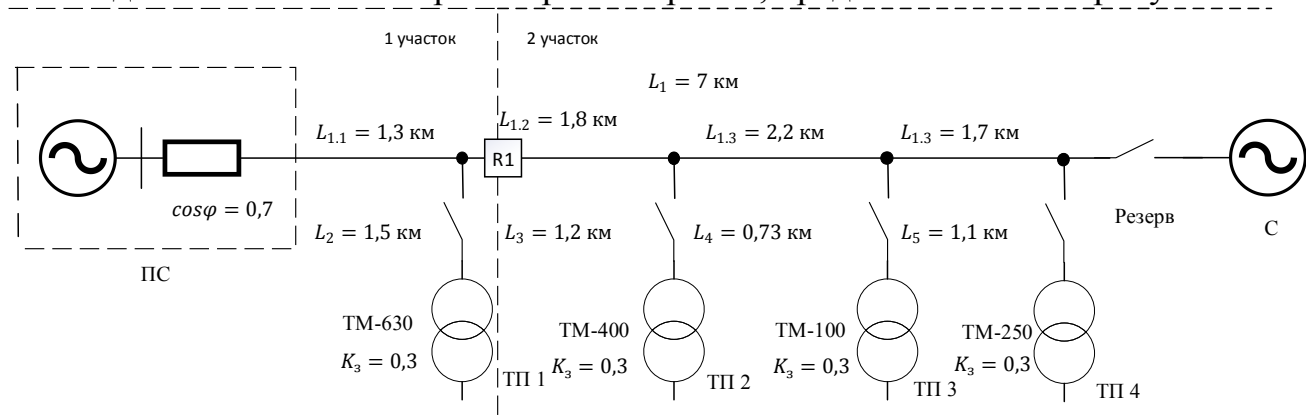 1 участок
2 участок
L₁ = 7 км
L₁.₁ = 1,3 км
L₁.₂ = 1,8 км
L₁.₃ = 2,2 км
L₁.₃ = 1,7 км
R1
cosφ = 0,7
Резерв
С
L₂ = 1,5 км
L₃ = 1,2 км
L₄ = 0,73 км
L₅ = 1,1 км
ПС
ТМ-630
Kз = 0,3
ТП 1
ТМ-400
Kз = 0,3
ТП 2
ТМ-100
Kз = 0,3
ТП 3
ТМ-250
Kз = 0,3
ТП 4